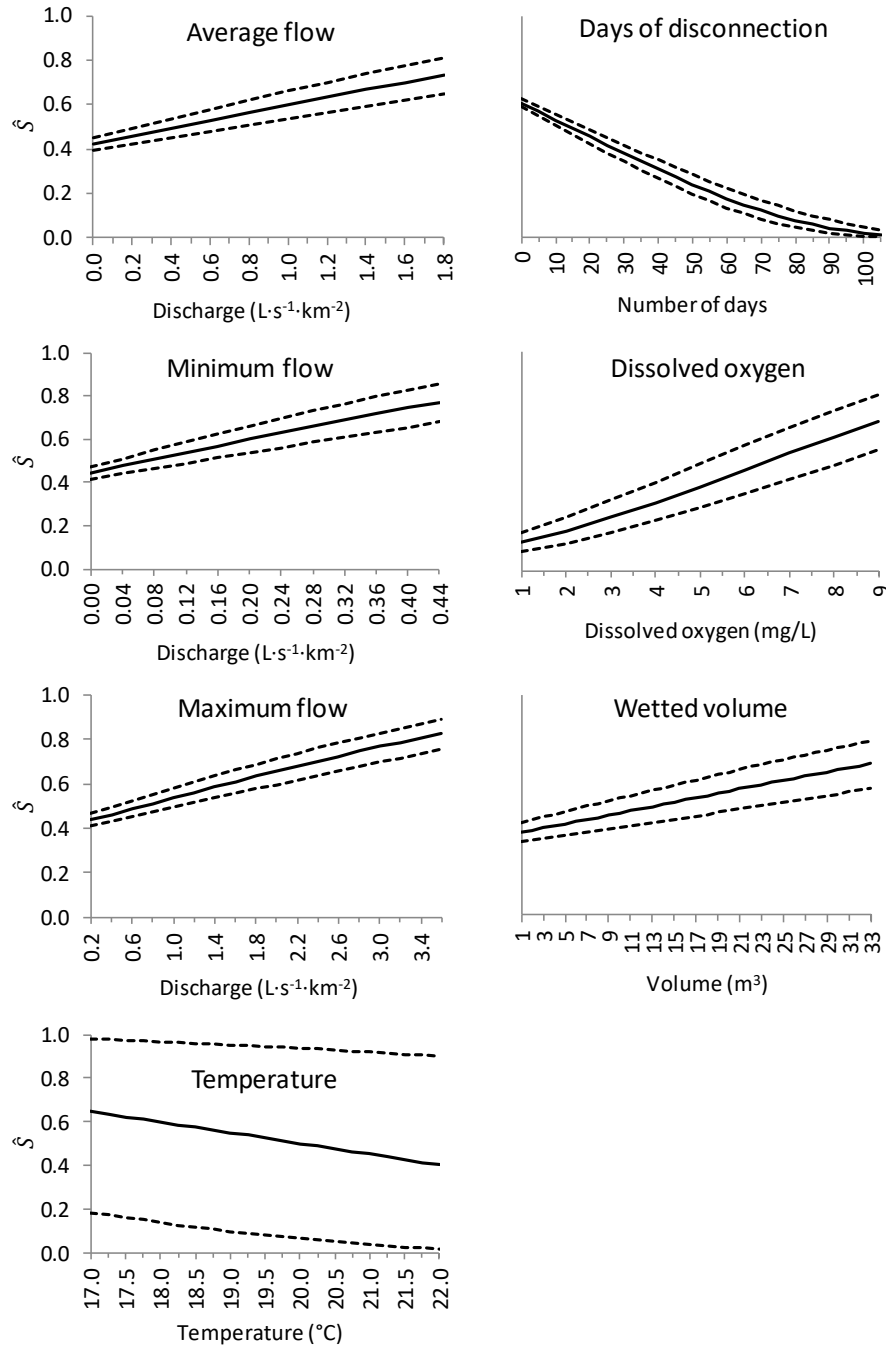 Average flow
Ŝ
1.0
0.8
0.6
0.4
0.2
0.0
0.0 0.2 0.4 0.6 0.8 1.0 1.2 1.4 1.6 1.8
Discharge (L·s⁻¹·km⁻²)
Days of disconnection
0 10 20 30 40 50 60 70 80 90 100
Number of days
Minimum flow
Ŝ
1.0
0.8
0.6
0.4
0.2
0.0
0.00 0.04 0.08 0.12 0.16 0.20 0.24 0.28 0.32 0.36 0.40 0.44
Discharge (L·s⁻¹·km⁻²)
Dissolved oxygen
1 2 3 4 5 6 7 8 9
Dissolved oxygen (mg/L)
Maximum flow
Ŝ
1.0
0.8
0.6
0.4
0.2
0.0
0.2 0.6 1.0 1.4 1.8 2.2 2.6 3.0 3.4
Discharge (L·s⁻¹·km⁻²)
Wetted volume
1 3 5 7 9 11 13 15 17 19 21 23 25 27 29 31 33
Volume (m³)
Temperature
Ŝ
1.0
0.8
0.6
0.4
0.2
0.0
17.0 17.5 18.0 18.5 19.0 19.5 20.0 20.5 21.0 21.5 22.0
Temperature (°C)